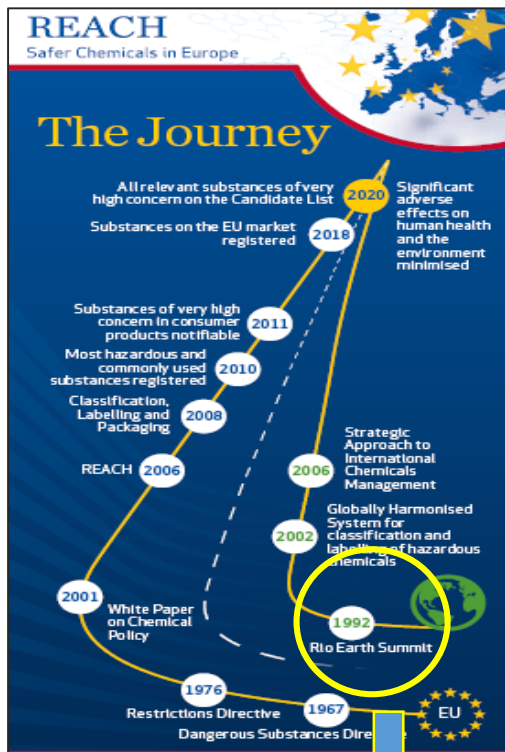 REACH
Safer Chemicals in Europe
The Journey
All relevant substances of very
high concern on the Candidate List
2020
Significant
adverse
effects on
human health
and the
environment
minimised
Substances on the EU market
registered
2018
Substances of very high
concern in consumer
products notifiable
2011
Most hazardous and
commonly used
substances registered
2010
Classification,
Labelling and
Packaging
2008
REACH
2006
2006
Strategic
Approach to
International
Chemicals
Management
2002
Globally Harmonised
System for
classification and
labelling of hazardous
chemicals
2001
White Paper
on Chemical
Policy
1992
Rio Earth Summit
1976
Restrictions Directive
1967
Dangerous Substances
EU